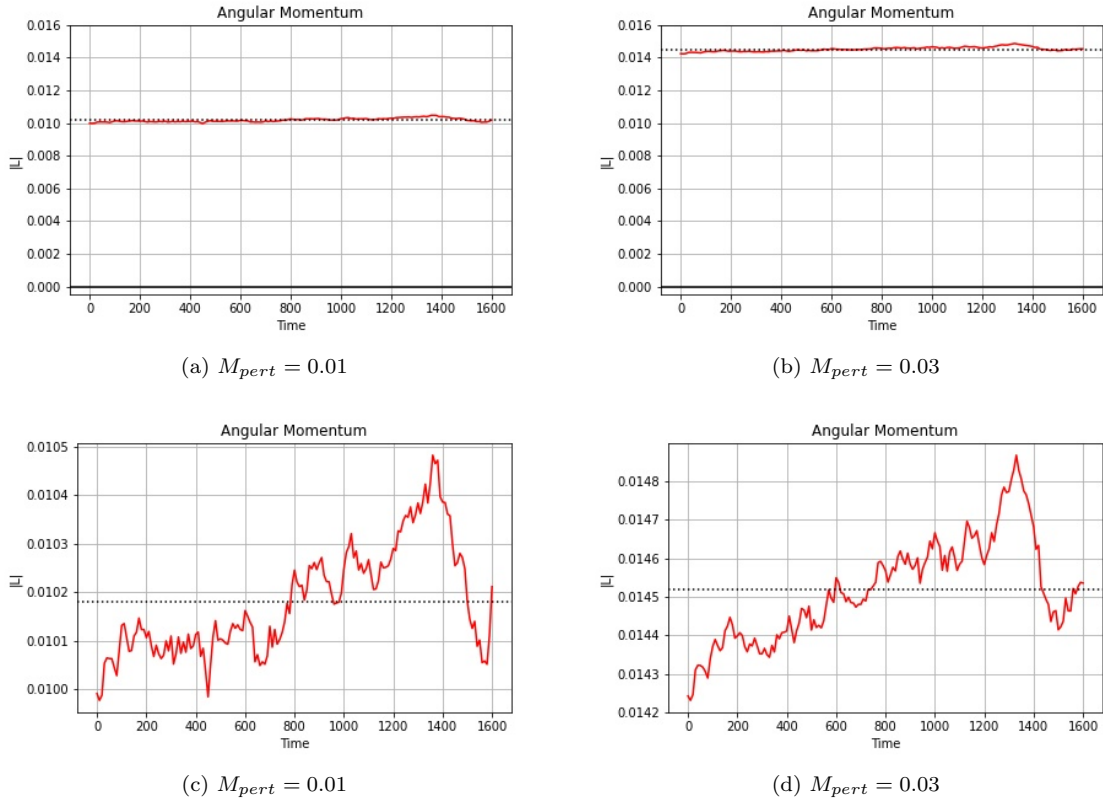 Angular Momentum
0.016
0.014
0.012
0.010
0.008
0.006
0.004
0.002
0.000
|L|
0 200 400 600 800 1000 1200 1400 1600
Time
(a) M_pert = 0.01
Angular Momentum
0.016
0.014
0.012
0.010
0.008
0.006
0.004
0.002
0.000
|L|
0 200 400 600 800 1000 1200 1400 1600
Time
(b) M_pert = 0.03
Angular Momentum
0.0105
0.0104
0.0103
0.0102
0.0101
0.0100
|L|
0 200 400 600 800 1000 1200 1400 1600
Time
(c) M_pert = 0.01
Angular Momentum
0.0148
0.0147
0.0146
0.0145
0.0144
0.0143
0.0142
|L|
0 200 400 600 800 1000 1200 1400 1600
Time
(d) M_pert = 0.03